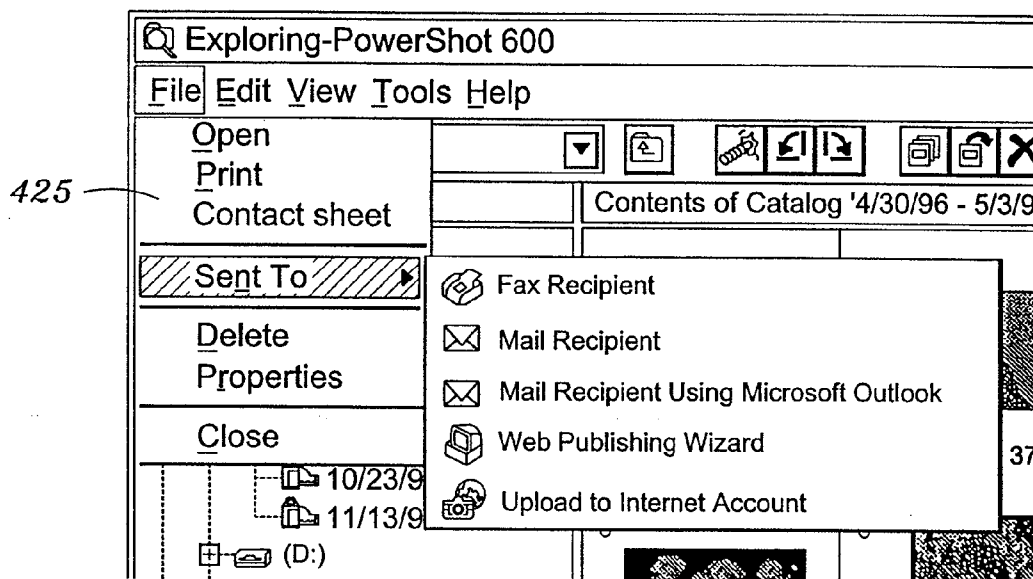 Exploring-PowerShot 600
File Edit View Tools Help
Open
Print
425
Contact sheet
Contents of Catalog '4/30/96 - 5/3/9
Sent To
Fax Recipient
Mail Recipient
Delete
Properties
Mail Recipient Using Microsoft Outlook
Close
Web Publishing Wizard
37
10/23/9
Upload to Internet Account
11/13/9
(D:)